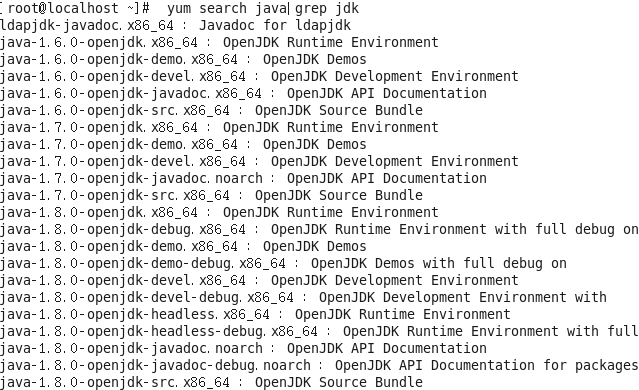 [root@localhost ~]# yum search java|grep jdk
ldapjdk-javadoc.x86_64 : Javadoc for ldapjdk
java-1.6.0-openjdk.x86_64 : OpenJDK Runtime Environment
java-1.6.0-openjdk-demo.x86_64 : OpenJDK Demos
java-1.6.0-openjdk-devel.x86_64 : OpenJDK Development Environment
java-1.6.0-openjdk-javadoc.x86_64 : OpenJDK API Documentation
java-1.6.0-openjdk-src.x86_64 : OpenJDK Source Bundle
java-1.7.0-openjdk.x86_64 : OpenJDK Runtime Environment
java-1.7.0-openjdk-demo.x86_64 : OpenJDK Demos
java-1.7.0-openjdk-devel.x86_64 : OpenJDK Development Environment
java-1.7.0-openjdk-javadoc.noarch : OpenJDK API Documentation
java-1.7.0-openjdk-src.x86_64 : OpenJDK Source Bundle
java-1.8.0-openjdk.x86_64 : OpenJDK Runtime Environment
java-1.8.0-openjdk-debug.x86_64 : OpenJDK Runtime Environment with full debug on
java-1.8.0-openjdk-demo.x86_64 : OpenJDK Demos
java-1.8.0-openjdk-demo-debug.x86_64 : OpenJDK Demos with full debug on
java-1.8.0-openjdk-devel.x86_64 : OpenJDK Development Environment
java-1.8.0-openjdk-devel-debug.x86_64 : OpenJDK Development Environment with
java-1.8.0-openjdk-headless.x86_64 : OpenJDK Runtime Environment
java-1.8.0-openjdk-headless-debug.x86_64 : OpenJDK Runtime Environment with full
java-1.8.0-openjdk-javadoc.noarch : OpenJDK API Documentation
java-1.8.0-openjdk-javadoc-debug.noarch : OpenJDK API Documentation for packages
java-1.8.0-openjdk-src.x86_64 : OpenJDK Source Bundle